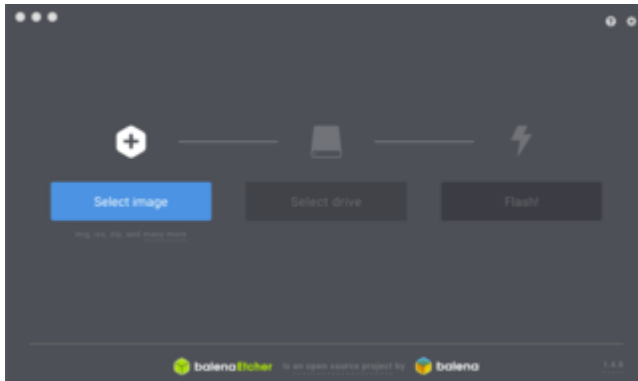 Select image
Select drive
Flash!
img, iso, zip, and many more
balenaEtcher is an open source project by balena